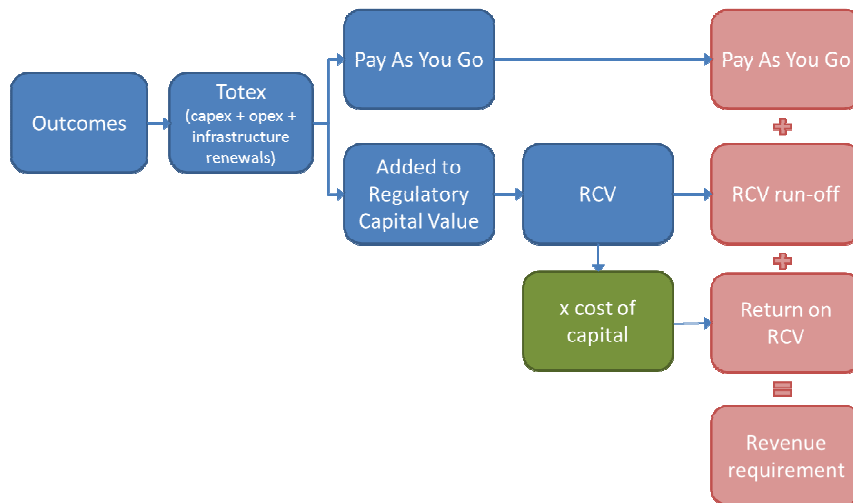 Outcomes
Totex
(capex + opex +
infrastructure
renewals)
Pay As You Go
Pay As You Go
+
Added to
Regulatory
Capital Value
RCV
RCV run-off
+
x cost of
capital
Return on
RCV
=
Revenue
requirement